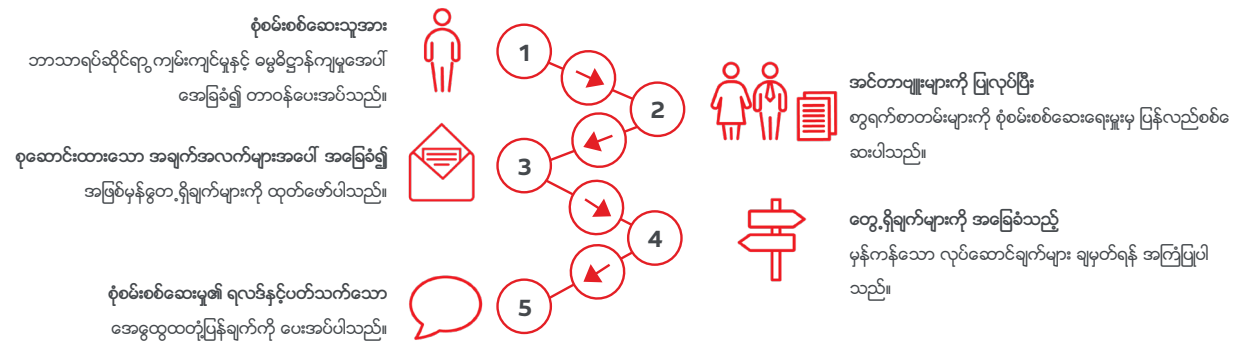 စုံစမ်းစစ်ဆေးသူအား
ဘာသာရပ်ဆိုင်ရာ ကျွမ်းကျင်မှုနှင့် ဓမ္မဓိဋ္ဌာန်ကျမှုအပေါ်
အခြေခံ၍ တာဝန်ပေးအပ်သည်။
1
2
အင်တာဗျူးများကို ပြုလုပ်ပြီး
စာရွက်စာတမ်းများကို စုံစမ်းစစ်ဆေးရေးမှူးမှ ပြန်လည်စစ်ဆေ
ဆးပါသည်။
စုဆောင်းထားသော အချက်အလက်များအပေါ် အခြေခံ၍
အဖြစ်မှန်တွေ့ရှိချက်များကို ထုတ်ဖော်ပါသည်။
3
4
တွေ့ရှိချက်များကို အခြေခံသည့်
မှန်ကန်သော လုပ်ဆောင်ချက်များ ချမှတ်ရန် အကြံပြုပါ
သည်။
စုံစမ်းစစ်ဆေးမှု၏ ရလဒ်နှင့်ပတ်သက်သော
အထွေထွေတုံ့ပြန်ချက်ကို ပေးအပ်ပါသည်။
5